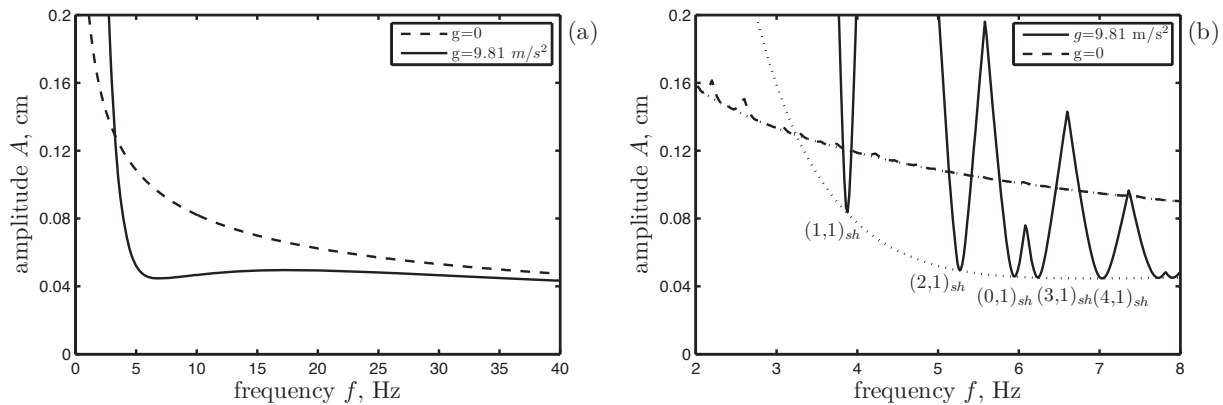 0.2
0.16
0.12
0.08
0.04
0
amplitude A, cm
g=0
g=9.81 m/s²
(a)
0 5 10 15 20 25 30 35 40
frequency f, Hz
0.2
0.16
0.12
0.08
0.04
0
amplitude A, cm
g=9.81 m/s²
g=0
(b)
(1,1)sh
(2,1)sh
(0,1)sh
(3,1)sh
(4,1)sh
2 3 4 5 6 7 8
frequency f, Hz